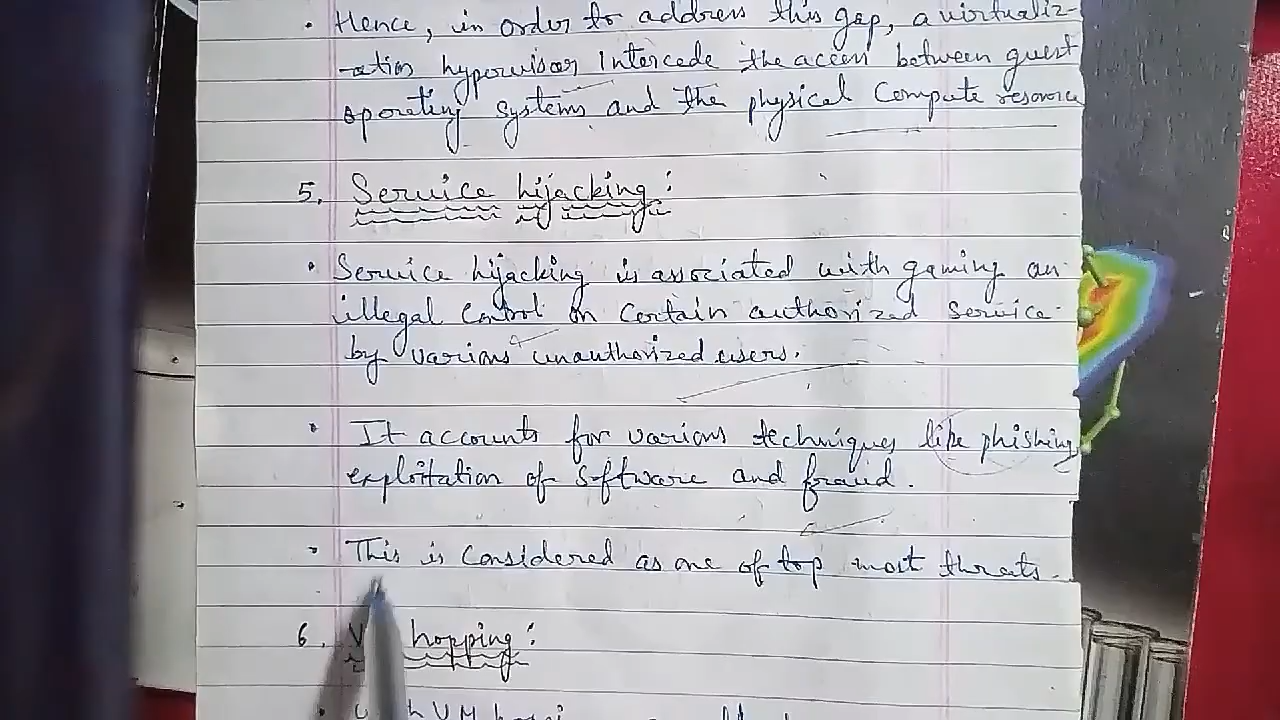 • Hence, in order to address this gap, a virtualiz-
-ation hypervisor intercede the access between guest
operating systems and the physical compute resource
5. Service hijacking:
• Service hijacking is associated with gaining an
illegal control on certain authorized service
by various unauthorized users.
• It accounts for various techniques like phishing,
exploitation of software and fraud.
• This is considered as one of top most threats.
6. hopping:
• VM